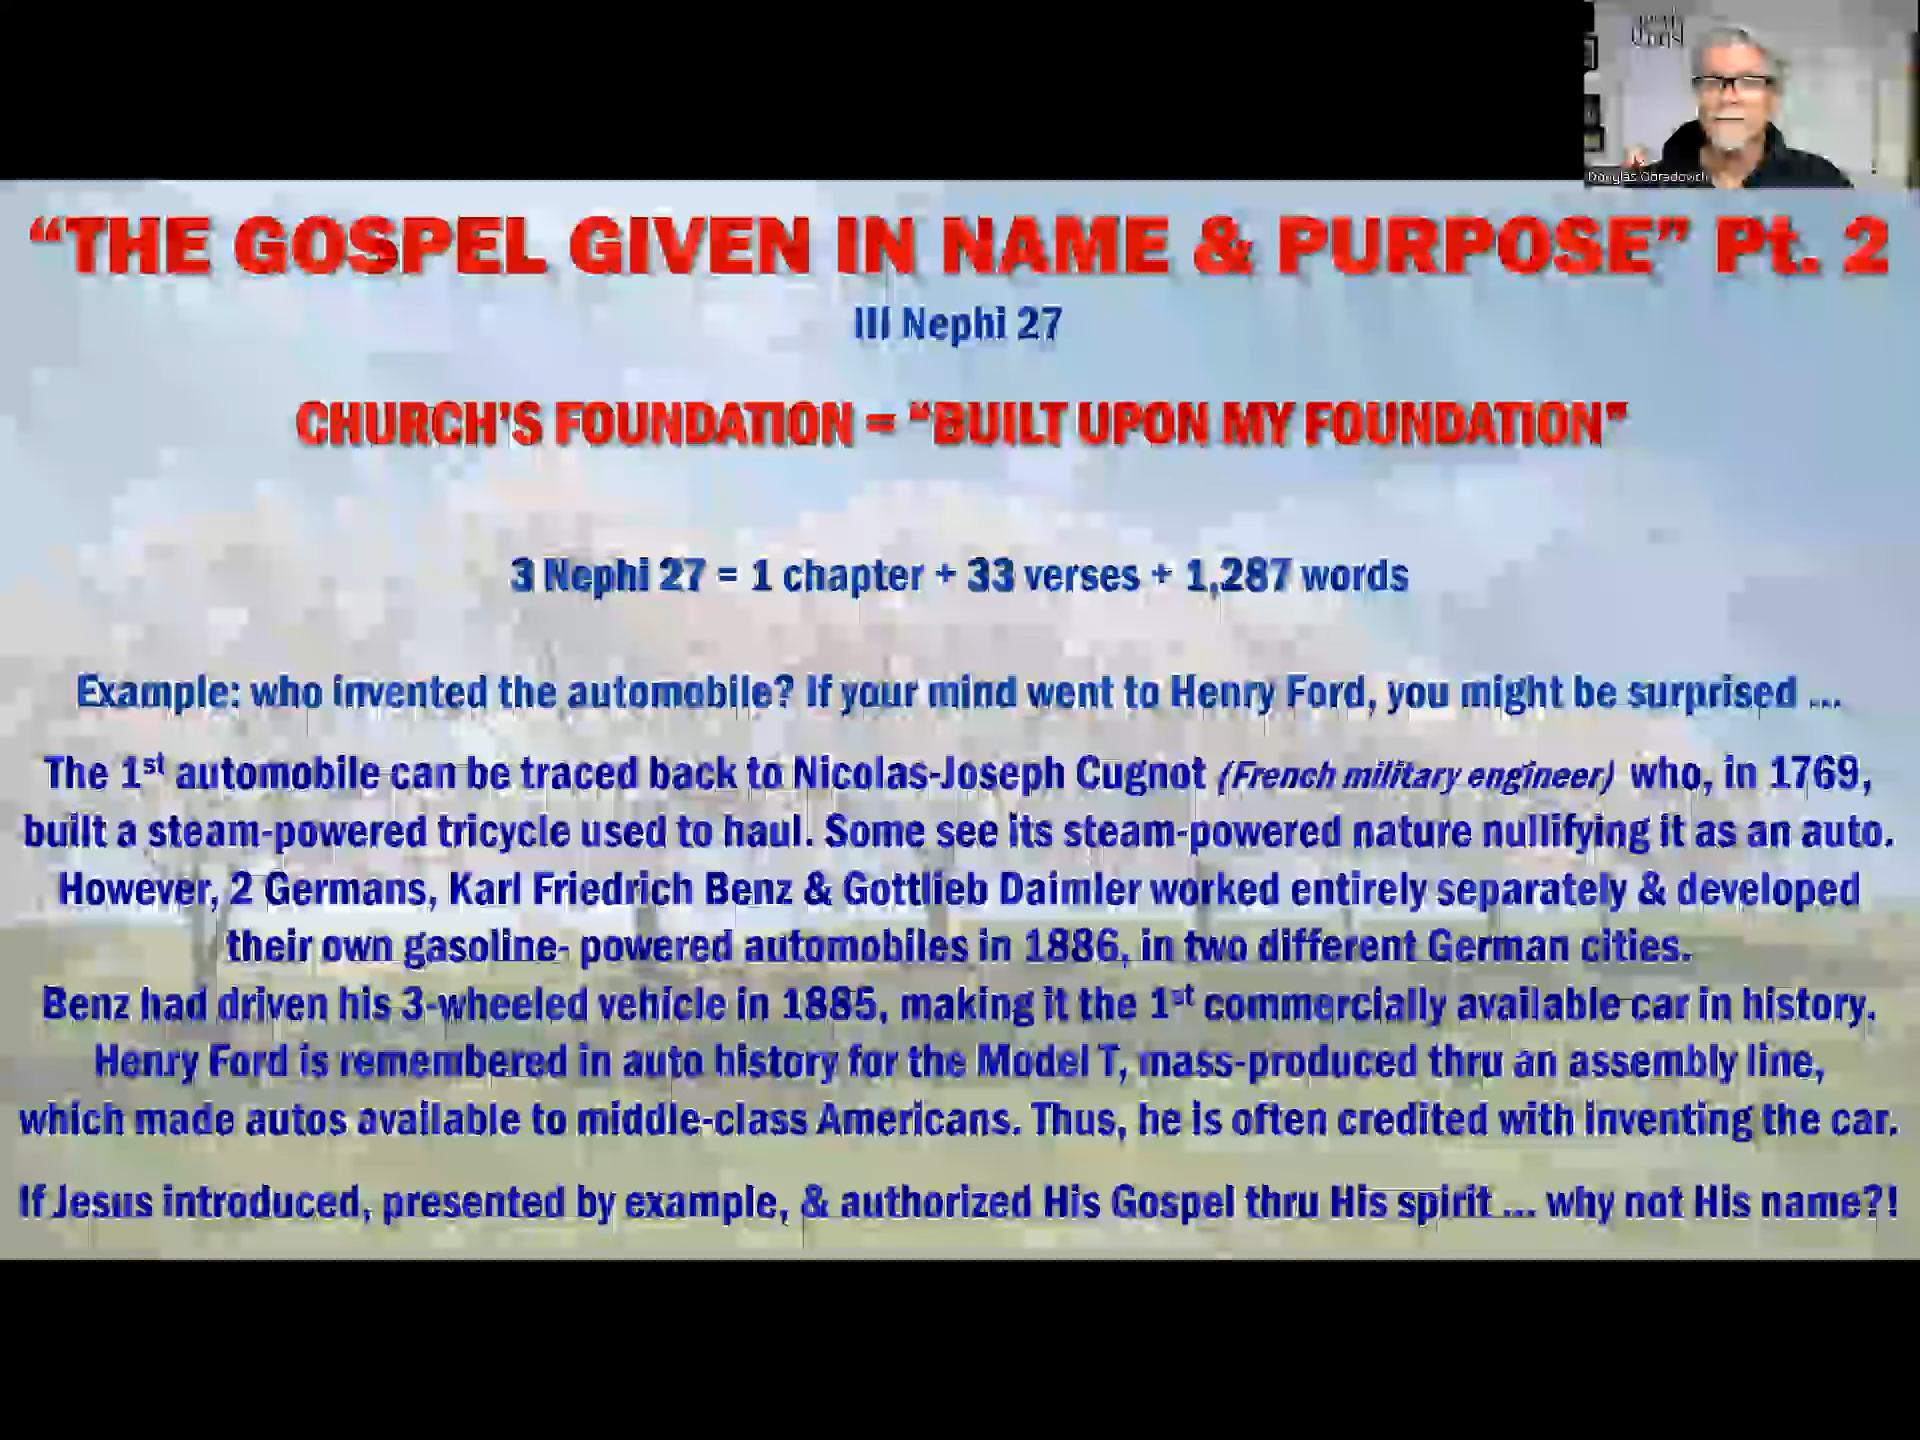 Douglas Obradovich
“THE GOSPEL GIVEN IN NAME & PURPOSE” Pt. 2
III Nephi 27
CHURCH’S FOUNDATION = “BUILT UPON MY FOUNDATION”
3 Nephi 27 = 1 chapter + 33 verses + 1,287 words
Example: who invented the automobile? If your mind went to Henry Ford, you might be surprised ...
The 1st automobile can be traced back to Nicolas-Joseph Cugnot (French military engineer) who, in 1769,
built a steam-powered tricycle used to haul. Some see its steam-powered nature nullifying it as an auto.
However, 2 Germans, Karl Friedrich Benz & Gottlieb Daimler worked entirely separately & developed
their own gasoline- powered automobiles in 1886, in two different German cities.
Benz had driven his 3-wheeled vehicle in 1885, making it the 1st commercially available car in history.
Henry Ford is remembered in auto history for the Model T, mass-produced thru an assembly line,
which made autos available to middle-class Americans. Thus, he is often credited with inventing the car.
If Jesus introduced, presented by example, & authorized His Gospel thru His spirit ... why not His name?!